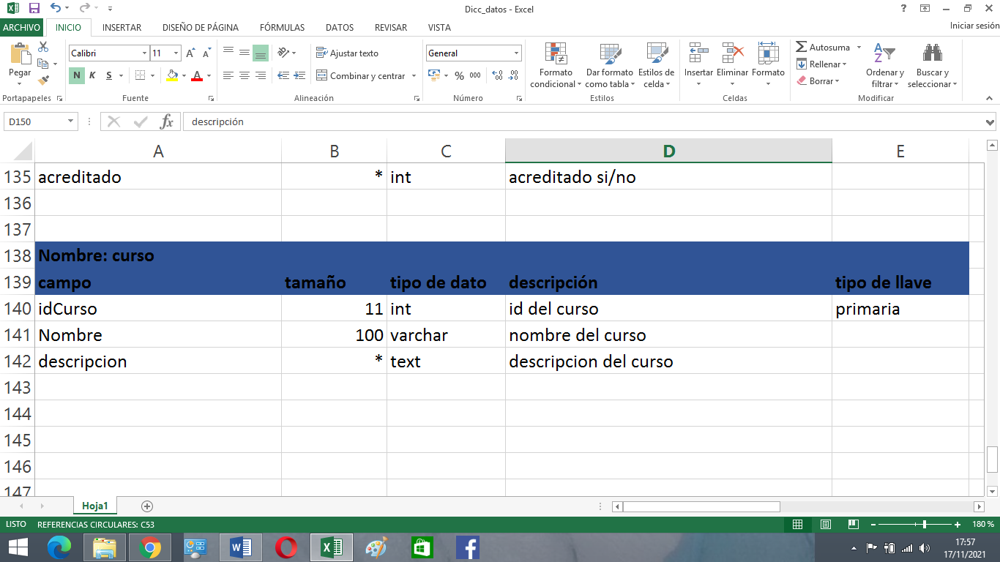 Dicc_datos - Excel
ARCHIVO INICIO INSERTAR DISEÑO DE PÁGINA FÓRMULAS DATOS REVISAR VISTA Iniciar sesión
Pegar
Calibri 11
N K S
Ajustar texto
Combinar y centrar
General
% 000
Formato condicional
Dar formato como tabla
Estilos de celda
Insertar Eliminar Formato
Autosuma
Rellenar
Borrar
Ordenar y filtrar
Buscar y seleccionar
Portapapeles Fuente Alineación Número Estilos Celdas Modificar
D150 fx descripción
A B C D E
135 acreditado * int acreditado si/no
136
137
138 Nombre: curso
139 campo tamaño tipo de dato descripción tipo de llave
140 idCurso 11 int id del curso primaria
141 Nombre 100 varchar nombre del curso
142 descripcion * text descripcion del curso
143
144
145
146
147
Hoja1
LISTO REFERENCIAS CIRCULARES: C53 180 %
17:57
17/11/2021